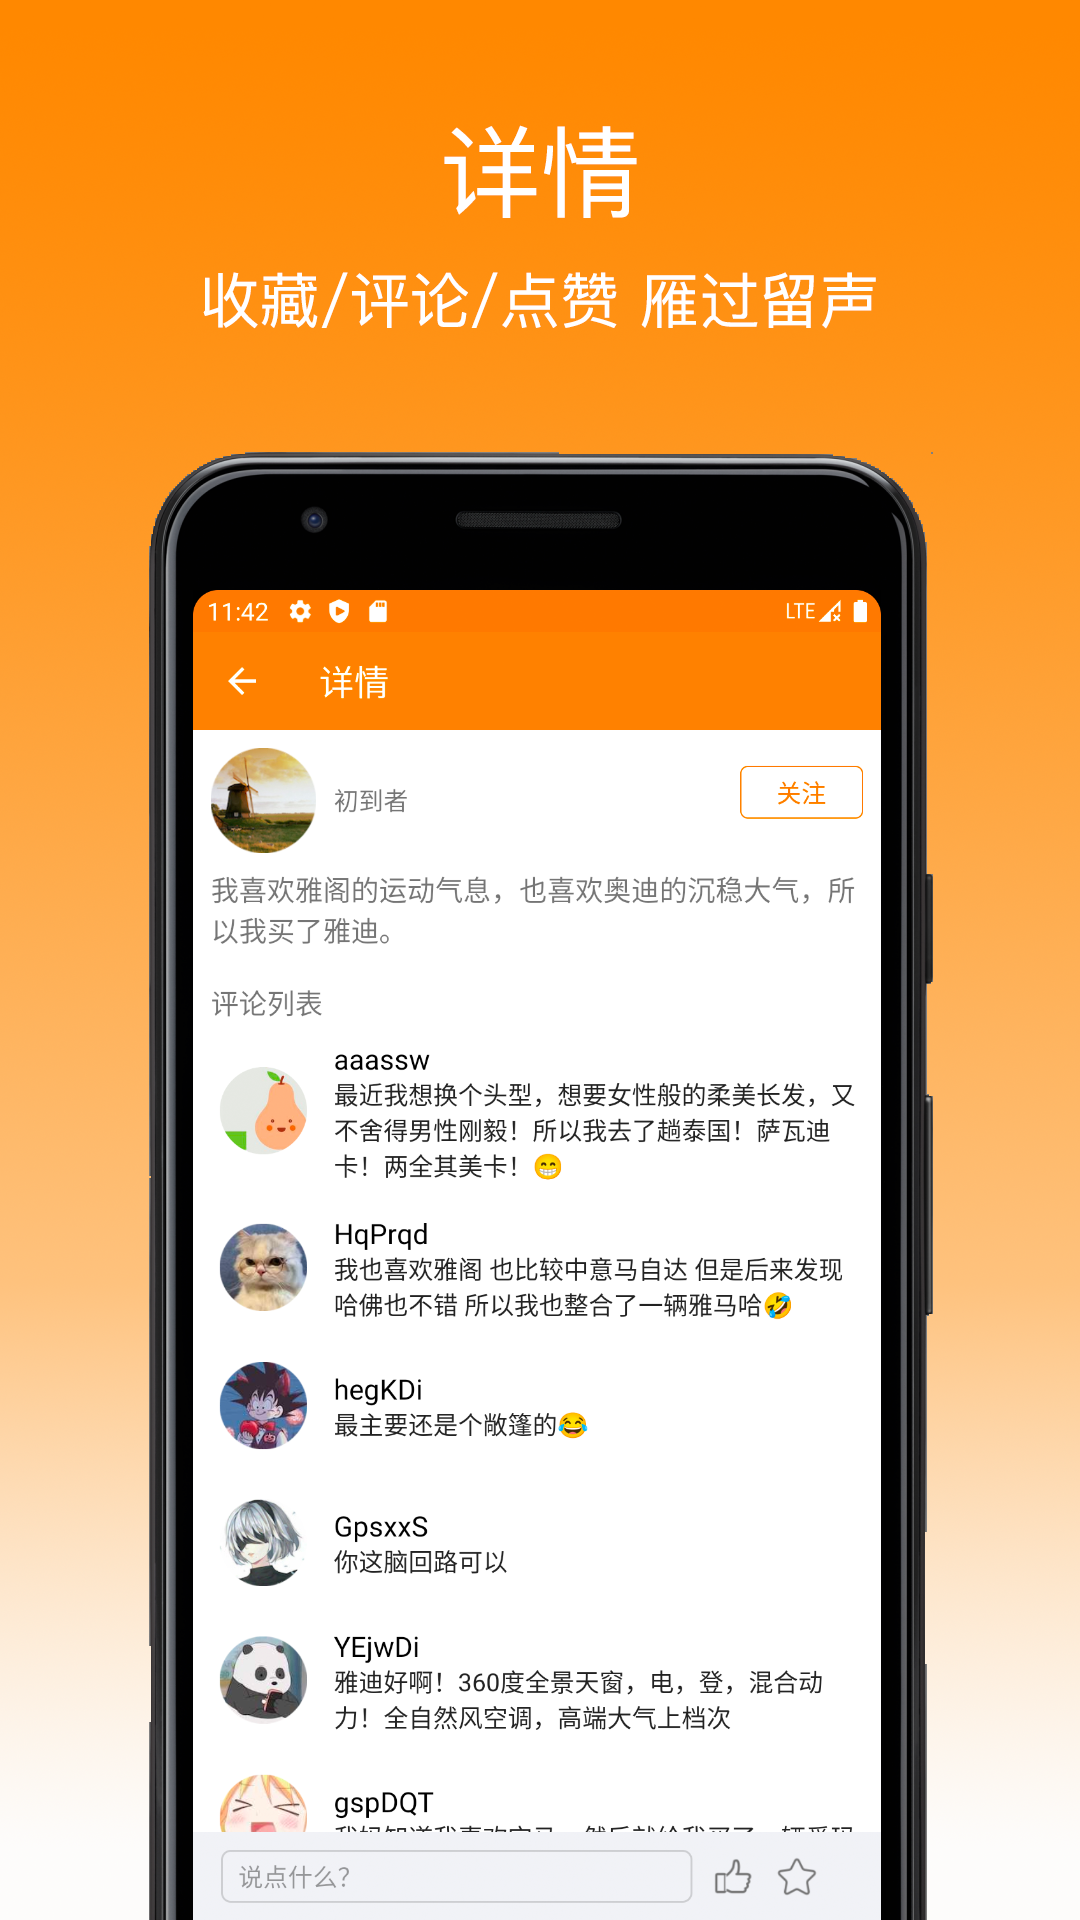 详情
收藏/评论/点赞 雁过留声
11:42
LTE
详情
初到者
关注
我喜欢雅阁的运动气息，也喜欢奥迪的沉稳大气，所
以我买了雅迪。
评论列表
aaassw
最近我想换个头型，想要女性般的柔美长发，又
不舍得男性刚毅！所以我去了趟泰国！萨瓦迪
卡！两全其美卡！😁
HqPrqd
我也喜欢雅阁 也比较中意马自达 但是后来发现
哈佛也不错 所以我也整合了一辆雅马哈🤣
hegKDi
最主要还是个敞篷的😂
GpsxxS
你这脑回路可以
YEjwDi
雅迪好啊！360度全景天窗，电，登，混合动
力！全自然风空调，高端大气上档次
gspDQT
说点什么？